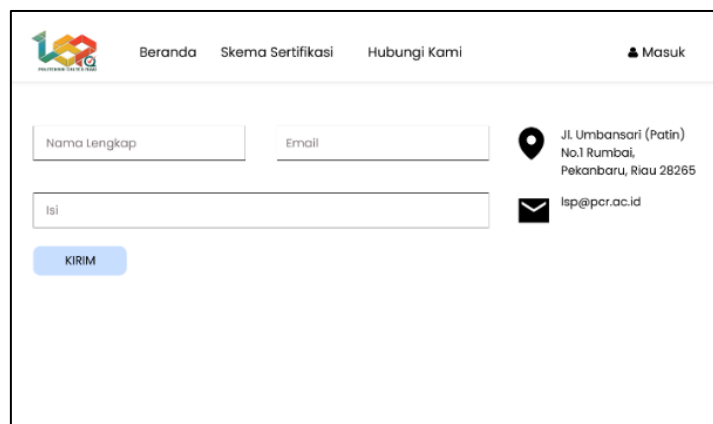 Beranda Skema Sertifikasi Hubungi Kami Masuk
Nama Lengkap Email
Jl. Umbansari (Patin)
No.1 Rumbai,
Pekanbaru, Riau 28265
Isi
lsp@pcr.ac.id
KIRIM